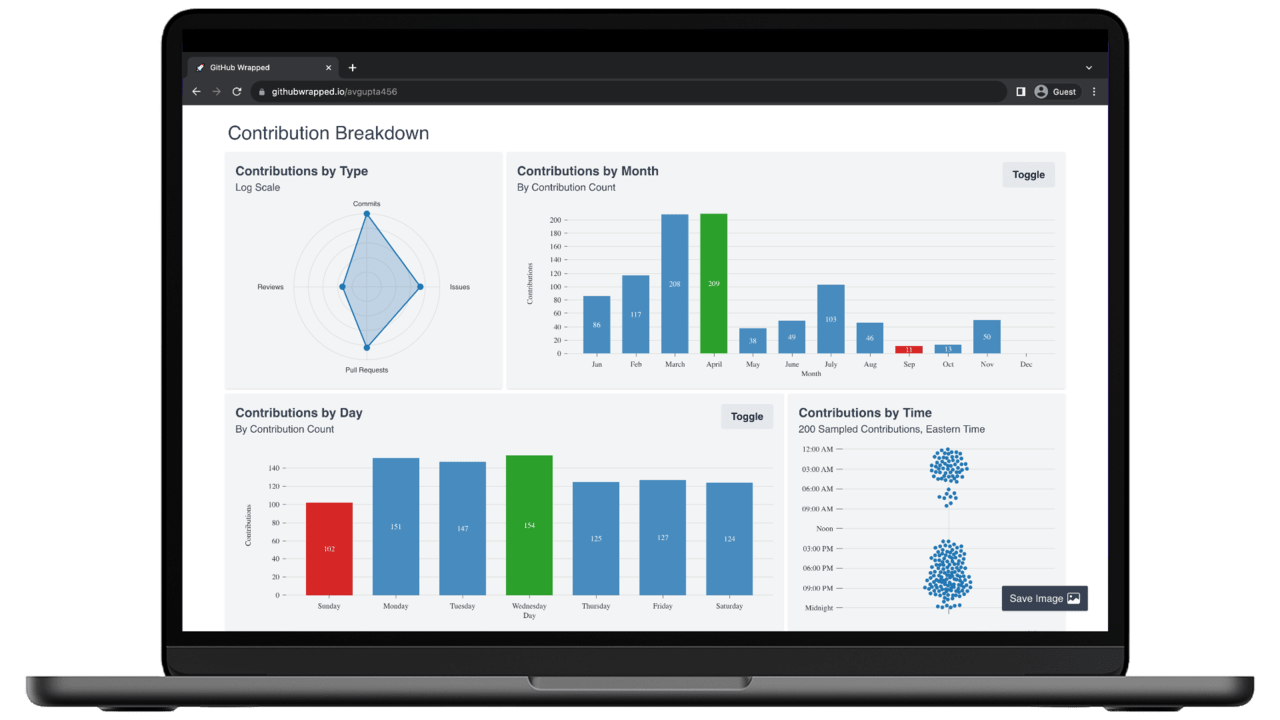 GitHub Wrapped
githubwrapped.io/avgupta456
Guest
Contribution Breakdown
Contributions by Type
Log Scale
Commits
Reviews
Issues
Pull Requests
Contributions by Month
By Contribution Count
Toggle
200
180
160
140
120
100
80
60
40
20
0
Contributions
86
117
208
209
38
49
103
46
11
13
50
Jan Feb March April May June July Aug Sep Oct Nov Dec
Month
Contributions by Day
By Contribution Count
Toggle
140
120
100
80
60
40
20
0
Contributions
102
151
147
154
125
127
124
Sunday Monday Tuesday Wednesday Thursday Friday Saturday
Day
Contributions by Time
200 Sampled Contributions, Eastern Time
12:00 AM
03:00 AM
06:00 AM
09:00 AM
Noon
03:00 PM
06:00 PM
09:00 PM
Midnight
Save Image